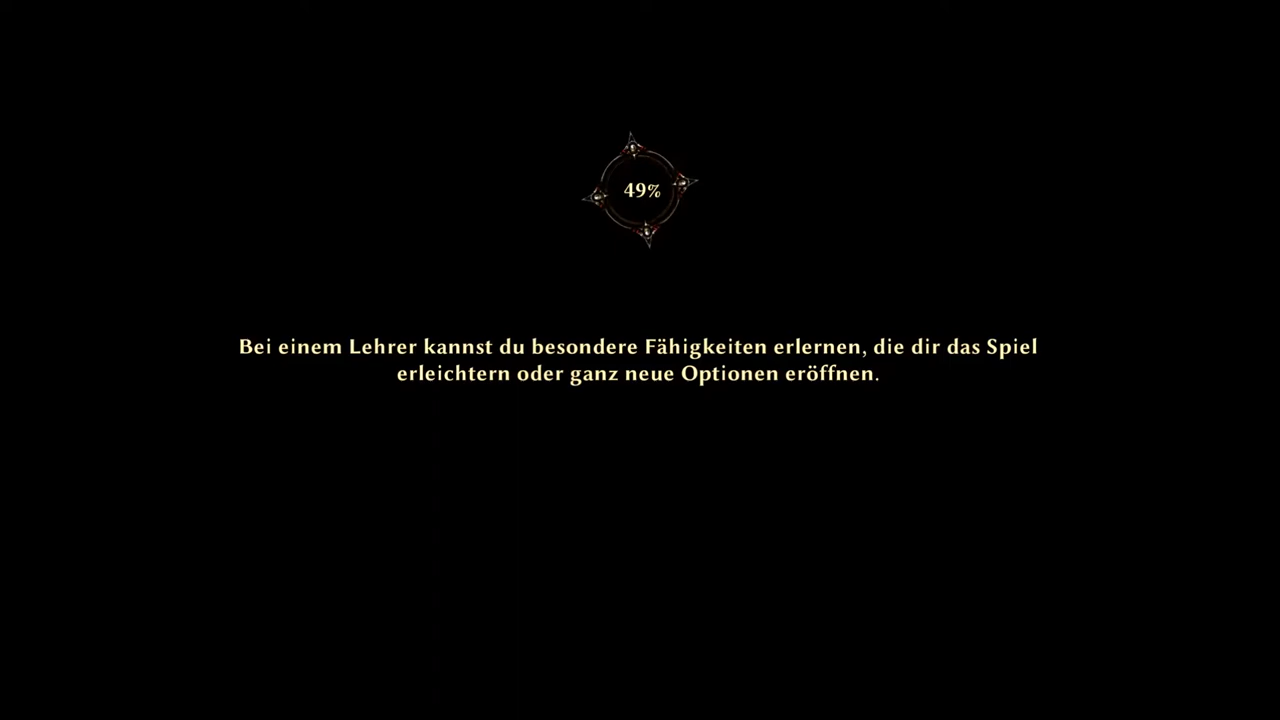 49%
Bei einem Lehrer kannst du besondere Fähigkeiten erlernen, die dir das Spiel
erleichtern oder ganz neue Optionen eröffnen.